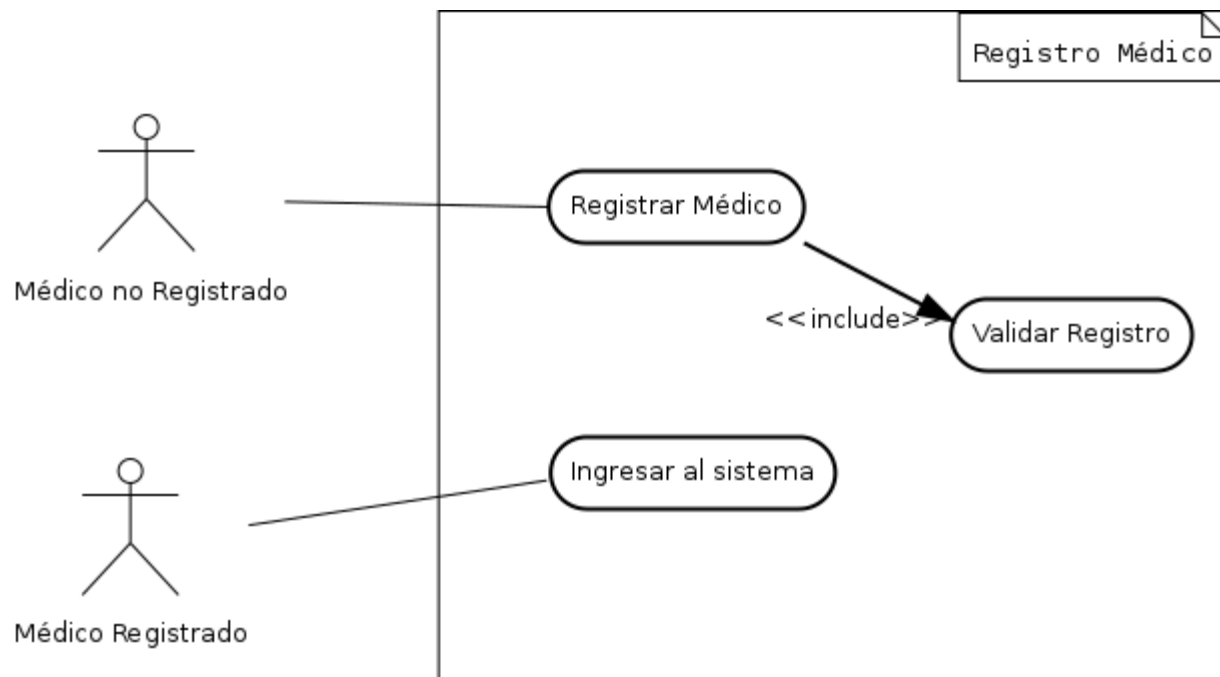 Registro Médico
Registrar Médico
Médico no Registrado
<<include>>
Validar Registro
Ingresar al sistema
Médico Registrado